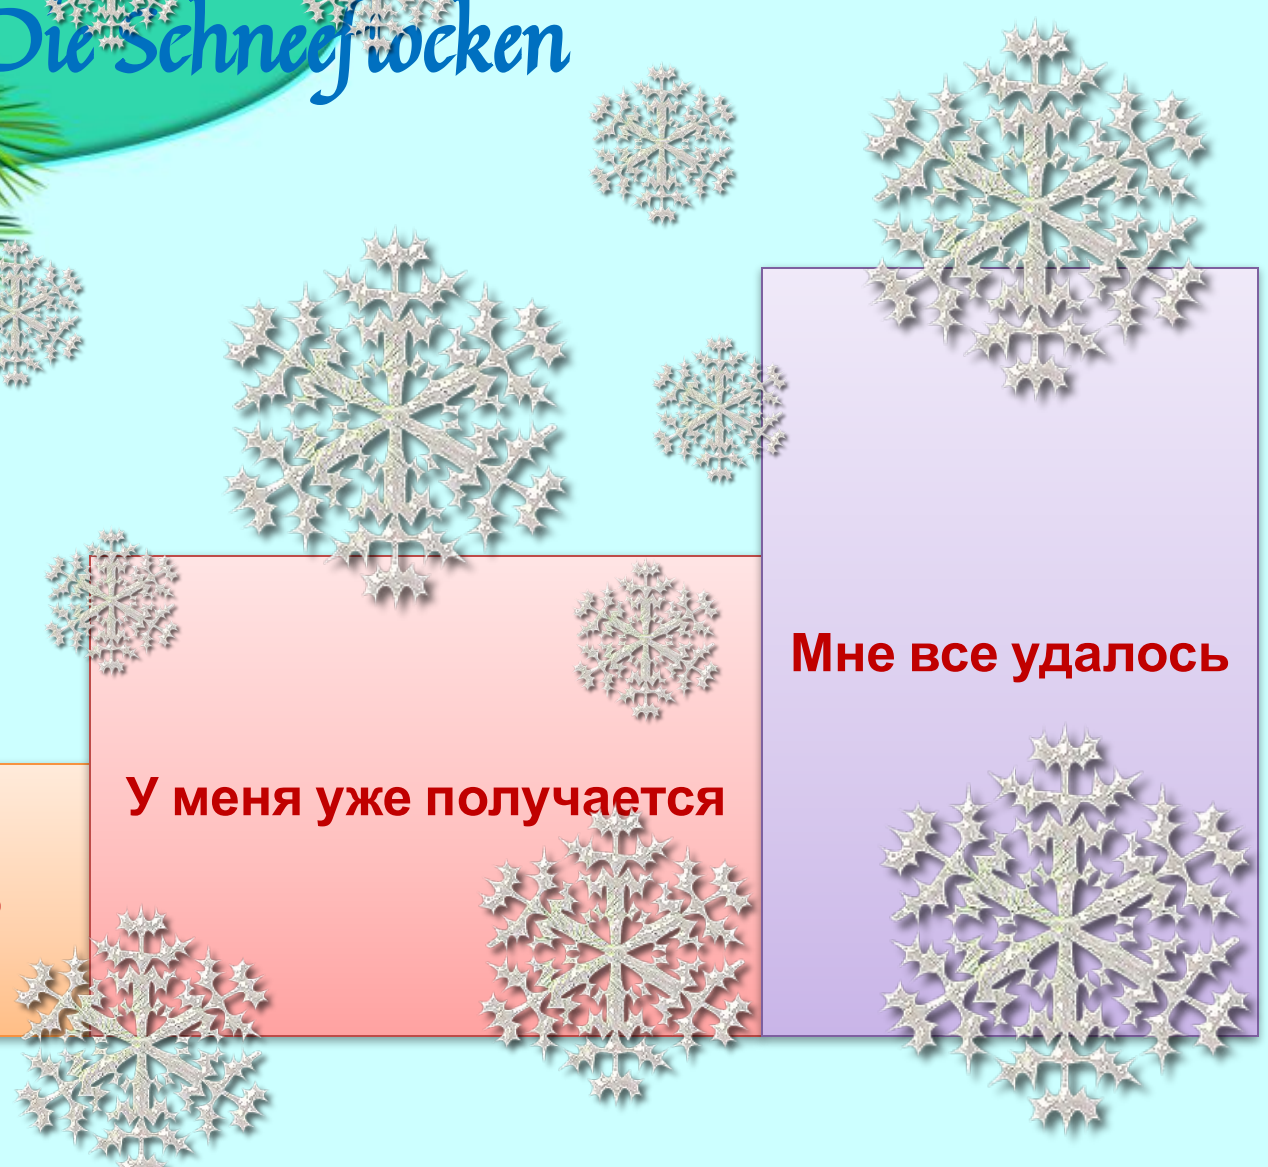 Die Schneeflocken
Мне все удалось
У меня уже получается